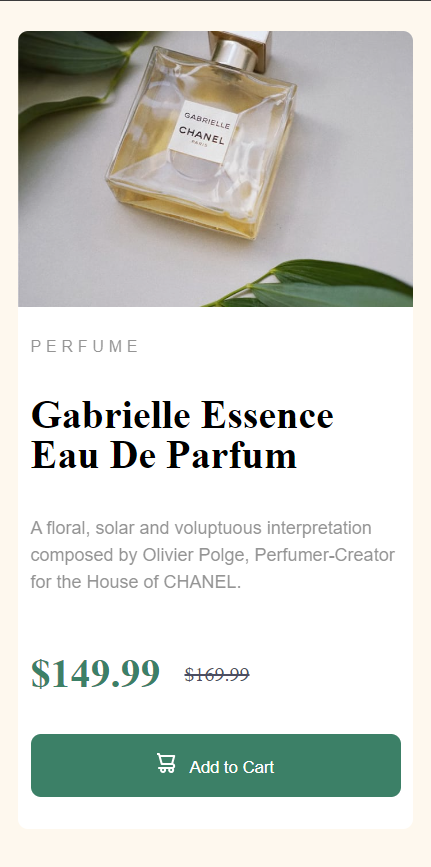 GABRIELLE
CHANEL
PARIS
PERFUME
Gabrielle Essence
Eau De Parfum
A floral, solar and voluptuous interpretation
composed by Olivier Polge, Perfumer-Creator
for the House of CHANEL.
$149.99 $169.99
Add to Cart